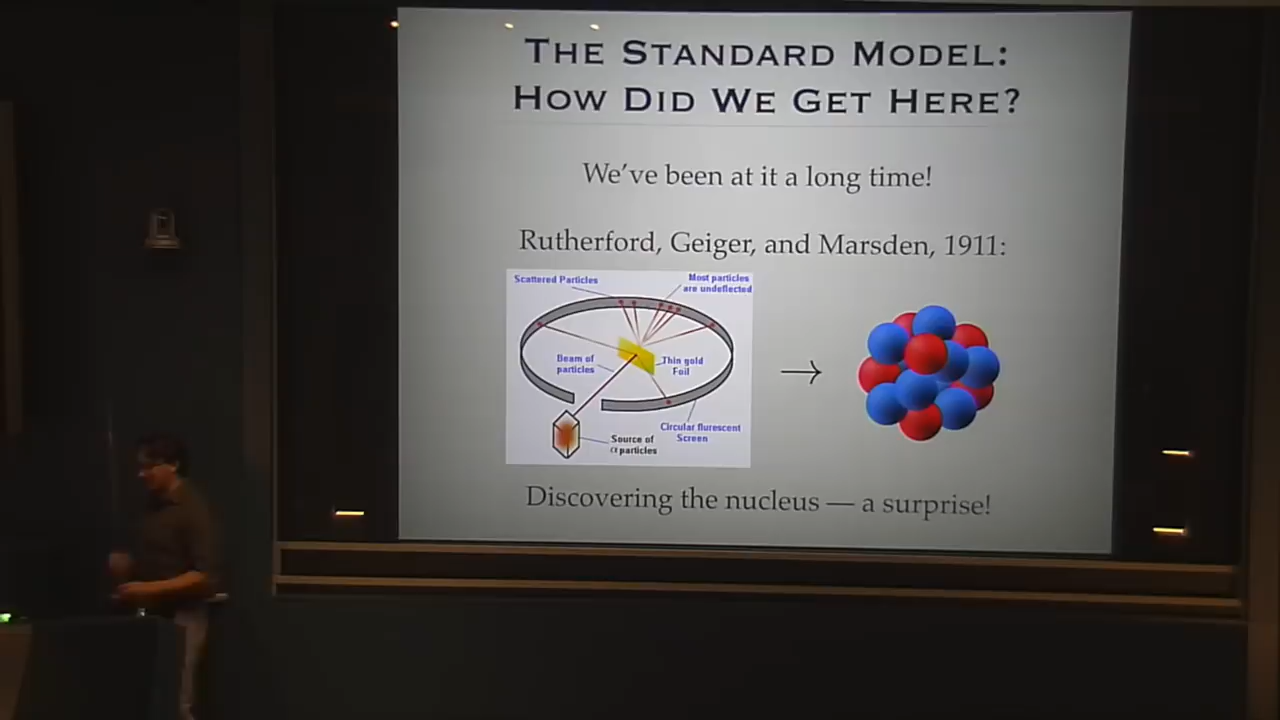 THE STANDARD MODEL:
HOW DID WE GET HERE?
We've been at it a long time!
Rutherford, Geiger, and Marsden, 1911:
Scattered Particles
Most particles
are undeflected
Beam of
particles
Thin gold
Foil
Circular flurescent
Screen
Source of
α particles
→
Discovering the nucleus — a surprise!